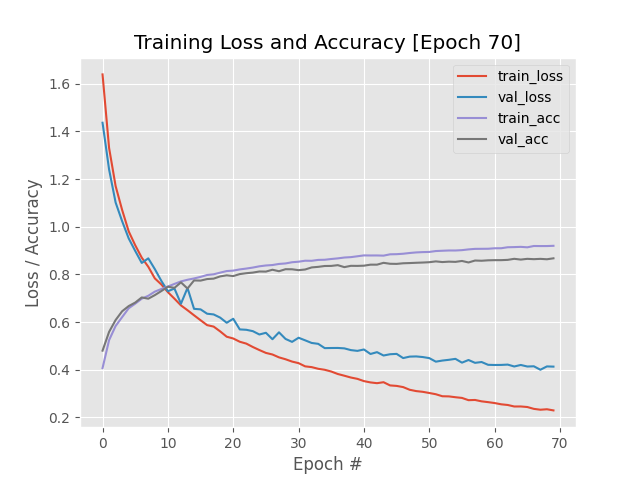 Training Loss and Accuracy [Epoch 70]
train_loss
val_loss
train_acc
val_acc
Loss / Accuracy
1.6
1.4
1.2
1.0
0.8
0.6
0.4
0.2
0 10 20 30 40 50 60 70
Epoch #